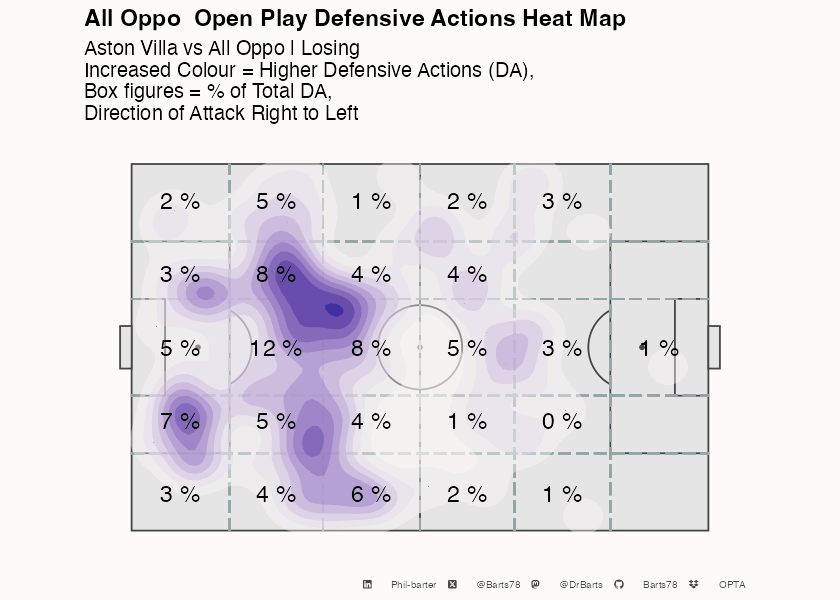 All Oppo  Open Play Defensive Actions Heat Map
Aston Villa vs All Oppo | Losing
Increased Colour = Higher Defensive Actions (DA),
Box figures = % of Total DA,
Direction of Attack Right to Left
2 % 5 % 1 % 2 % 3 %
3 % 8 % 4 % 4 %
5 % 12 % 8 % 5 % 3 % 1 %
7 % 5 % 4 % 1 % 0 %
3 % 4 % 6 % 2 % 1 %
Phil-barter @Barts78 @DrBarts Barts78 OPTA